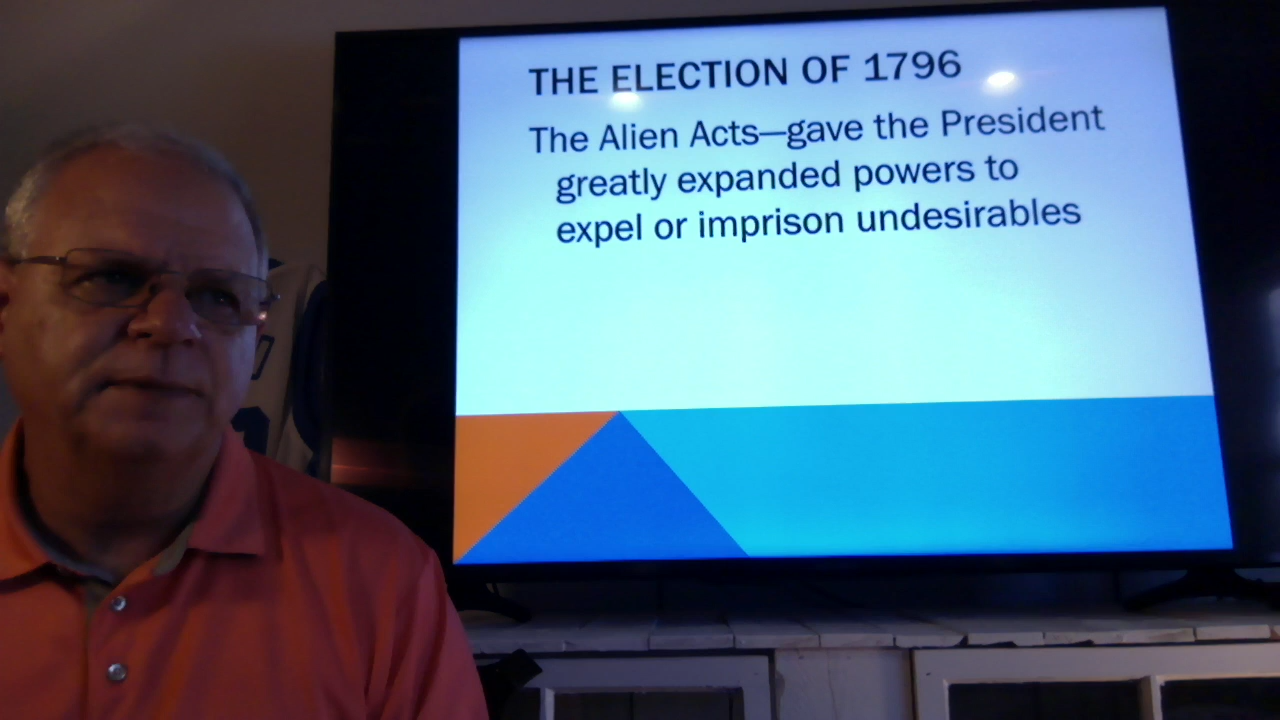 THE ELECTION OF 1796
The Alien Acts—gave the President
greatly expanded powers to
expel or imprison undesirables